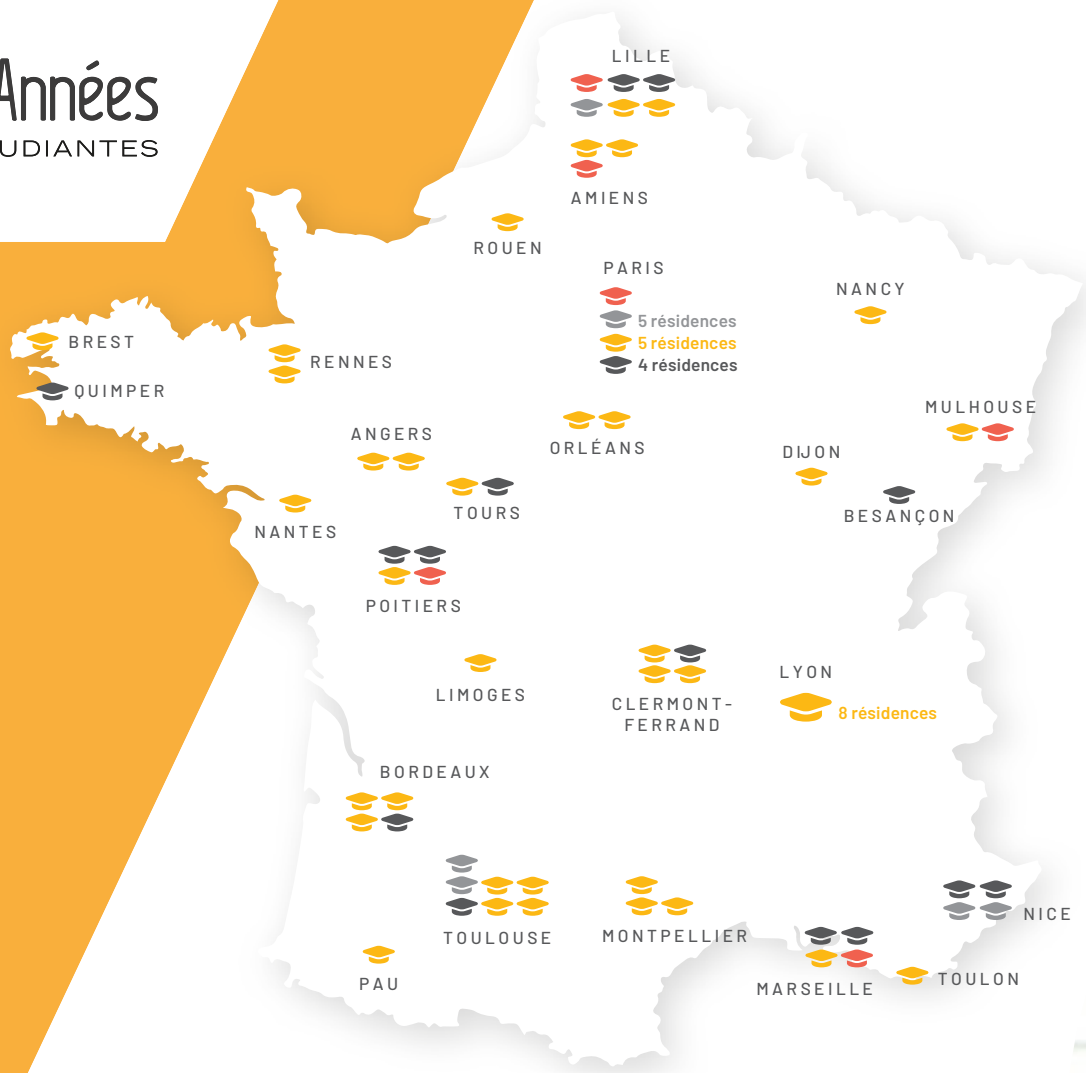 Années
UDIANTES
LILLE
AMIENS
ROUEN
PARIS
5 résidences
5 résidences
4 résidences
NANCY
BREST
RENNES
QUIMPER
MULHOUSE
ANGERS
ORLÉANS
DIJON
TOURS
BESANÇON
NANTES
POITIERS
LIMOGES
CLERMONT-
FERRAND
LYON
8 résidences
BORDEAUX
TOULOUSE
MONTPELLIER
NICE
PAU
MARSEILLE
TOULON